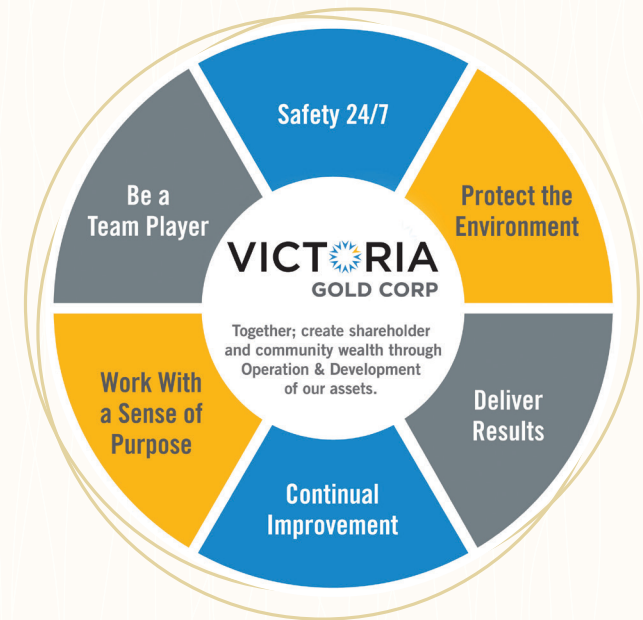 Safety 24/7
Protect the
Environment
Deliver
Results
Continual
Improvement
Work With
a Sense of
Purpose
Be a
Team Player
VICTORIA
GOLD CORP
Together; create shareholder
and community wealth through
Operation & Development
of our assets.